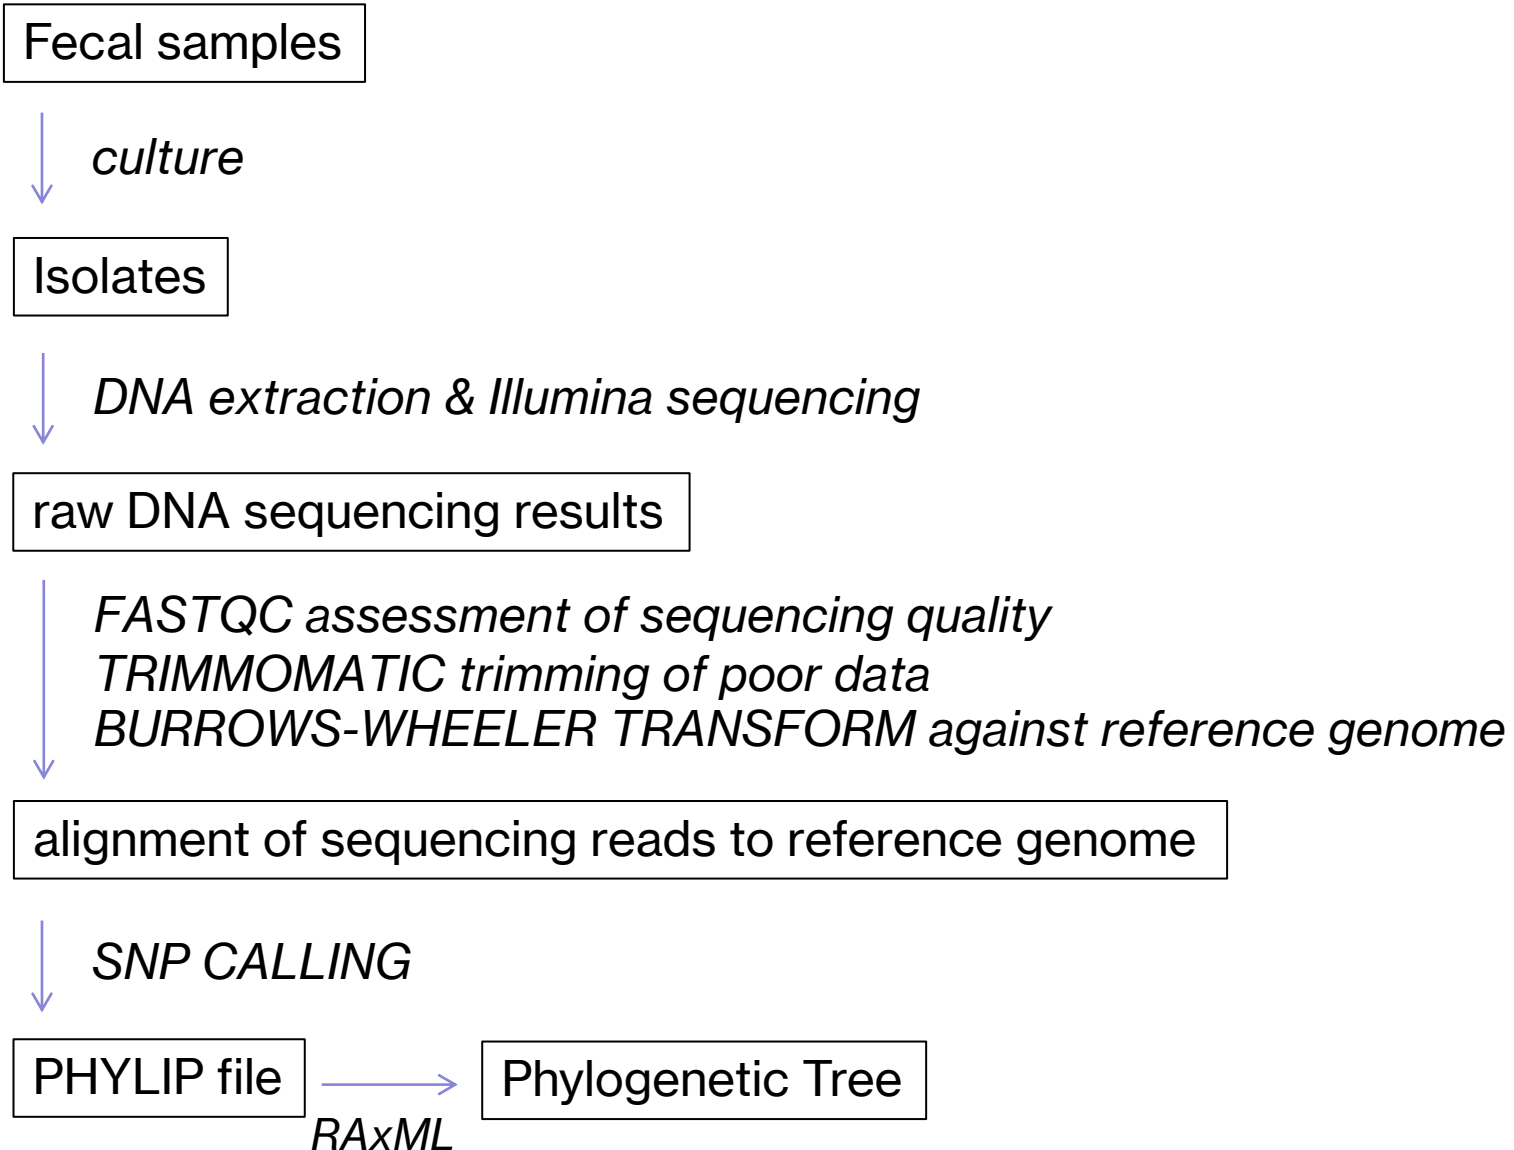 Fecal samples
culture
Isolates
DNA extraction & Illumina sequencing
raw DNA sequencing results
FASTQC assessment of sequencing quality
TRIMMOMATIC trimming of poor data
BURROWS-WHEELER TRANSFORM against reference genome
alignment of sequencing reads to reference genome
SNP CALLING
PHYLIP file
RAxML
Phylogenetic Tree